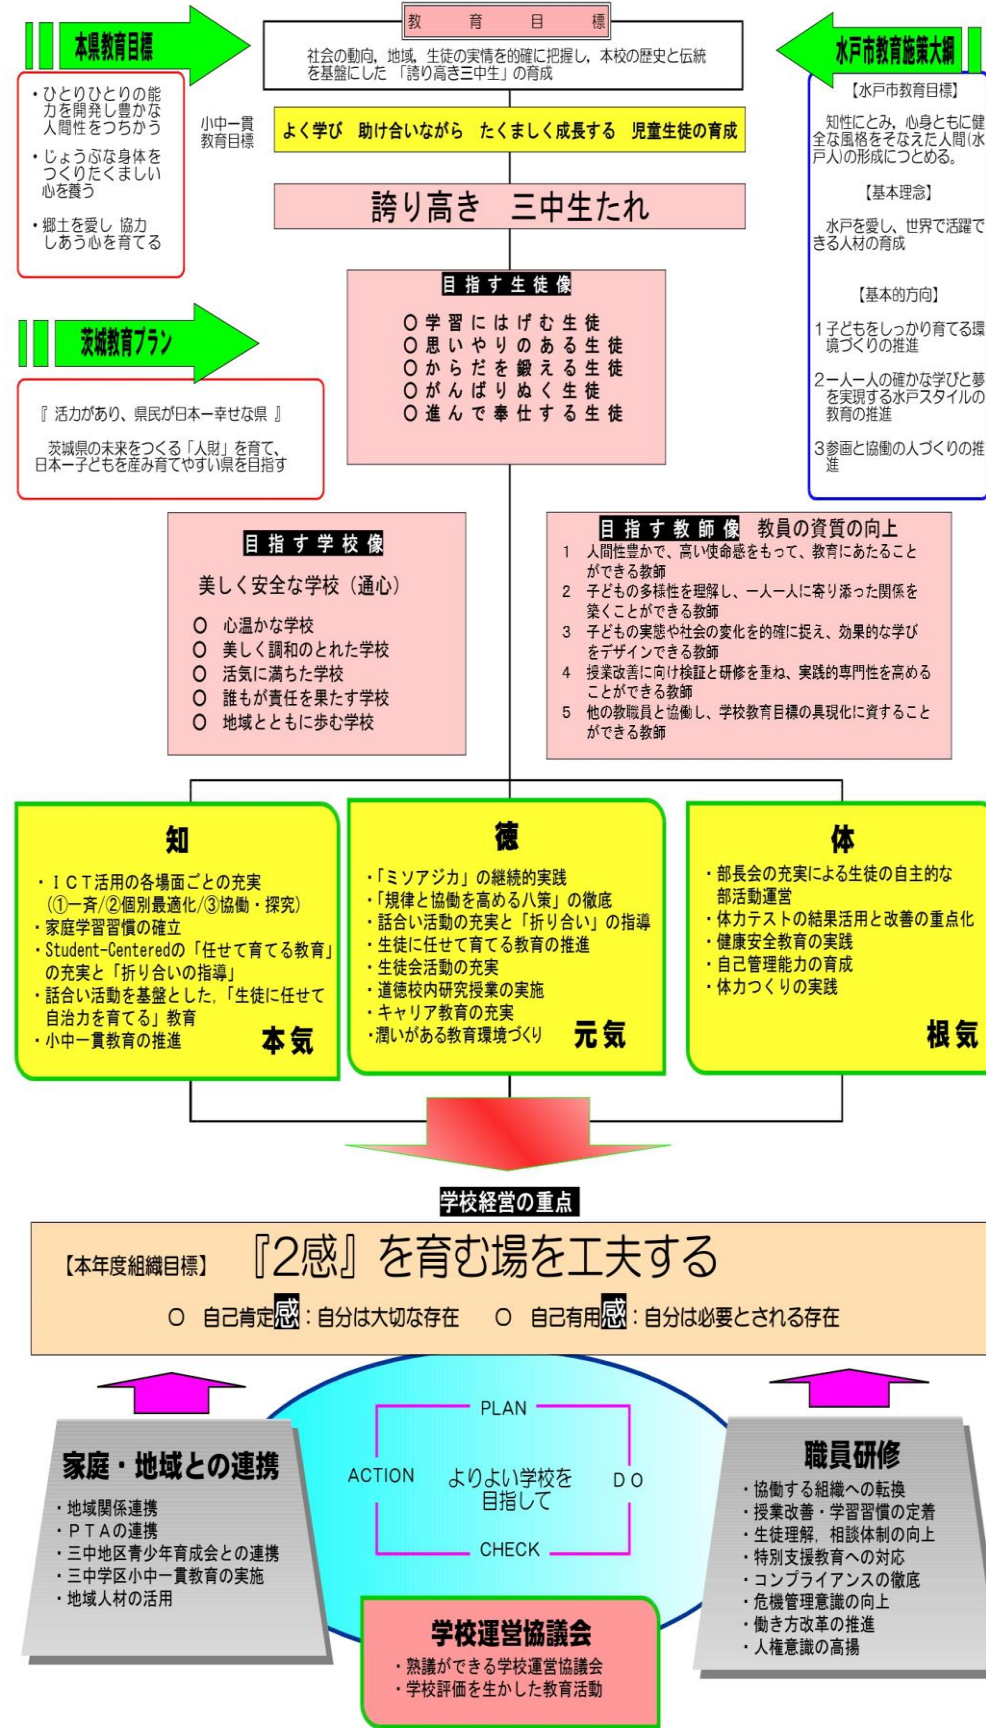 教育目標
社会の動向，地域，生徒の実情を的確に把握し，本校の歴史と伝統
を基盤にした 「誇り高き三中生」の育成
本県教育目標
・ひとりひとりの能
力を開発し豊かな
人間性をつちかう
・じょうぶな身体を
つくりたくましい
心を養う
・郷土を愛し 協力
しあう心を育てる
水戸市教育施策大綱
【水戸市教育目標】
知性にとみ，心身ともに健
全な風格をそなえた人間(水
戸人)の形成につとめる。
【基本理念】
水戸を愛し、世界で活躍で
きる人材の育成
【基本的方向】
1子どもをしっかり育てる環
境づくりの推進
2一人一人の確かな学びと夢
を実現する水戸スタイルの
教育の推進
3参画と協働の人づくりの推
進
小中一貫
教育目標
よく学び 助け合いながら たくましく成長する 児童生徒の育成
誇り高き 三中生たれ
目指す生徒像
○学習にはげむ生徒
○思いやりのある生徒
○からだを鍛える生徒
○がんばりぬく生徒
○進んで奉仕する生徒
茨城教育プラン
『 活力があり、県民が日本一幸せな県 』
茨城県の未来をつくる「人財」を育て、
日本一子どもを産み育てやすい県を目指す
目指す学校像
美しく安全な学校（通心）
○ 心温かな学校
○ 美しく調和のとれた学校
○ 活気に満ちた学校
○ 誰もが責任を果たす学校
○ 地域とともに歩む学校
目指す教師像 教員の資質の向上
1 人間性豊かで、高い使命感をもって、教育にあたること
ができる教師
2 子どもの多様性を理解し、一人一人に寄り添った関係を
築くことができる教師
3 子どもの実態や社会の変化を的確に捉え、効果的な学び
をデザインできる教師
4 授業改善に向け検証と研修を重ね、実践的専門性を高める
ことができる教師
5 他の教職員と協働し、学校教育目標の具現化に資すること
ができる教師
知
・ＩＣＴ活用の各場面ごとの充実
(①一斉/②個別最適化/③協働・探究)
・家庭学習習慣の確立
・Student-Centeredの「任せて育てる教育」
の充実と「折り合いの指導」
・話合い活動を基盤とした，「生徒に任せて
自治力を育てる」教育
・小中一貫教育の推進
本気
徳
・「ミソアジカ」の継続的実践
・「規律と協働を高める八策」の徹底
・話合い活動の充実と「折り合い」の指導
・生徒に任せて育てる教育の推進
・生徒会活動の充実
・道徳校内研究授業の実施
・キャリア教育の充実
・潤いがある教育環境づくり
元気
体
・部長会の充実による生徒の自主的な
部活動運営
・体力テストの結果活用と改善の重点化
・健康安全教育の実践
・自己管理能力の育成
・体力つくりの実践
根気
学校経営の重点
【本年度組織目標】 『2感』を育む場を工夫する
○ 自己肯定感：自分は大切な存在 ○ 自己有用感：自分は必要とされる存在
家庭・地域との連携
・地域関係連携
・ＰＴＡの連携
・三中地区青少年育成会との連携
・三中学区小中一貫教育の実施
・地域人材の活用
PLAN
ACTION
よりよい学校を
目指して
ＤＯ
CHECK
職員研修
・協働する組織への転換
・授業改善・学習習慣の定着
・生徒理解，相談体制の向上
・特別支援教育への対応
・コンプライアンスの徹底
・危機管理意識の向上
・働き方改革の推進
・人権意識の高揚
学校運営協議会
・熟議ができる学校運営協議会
・学校評価を生かした教育活動